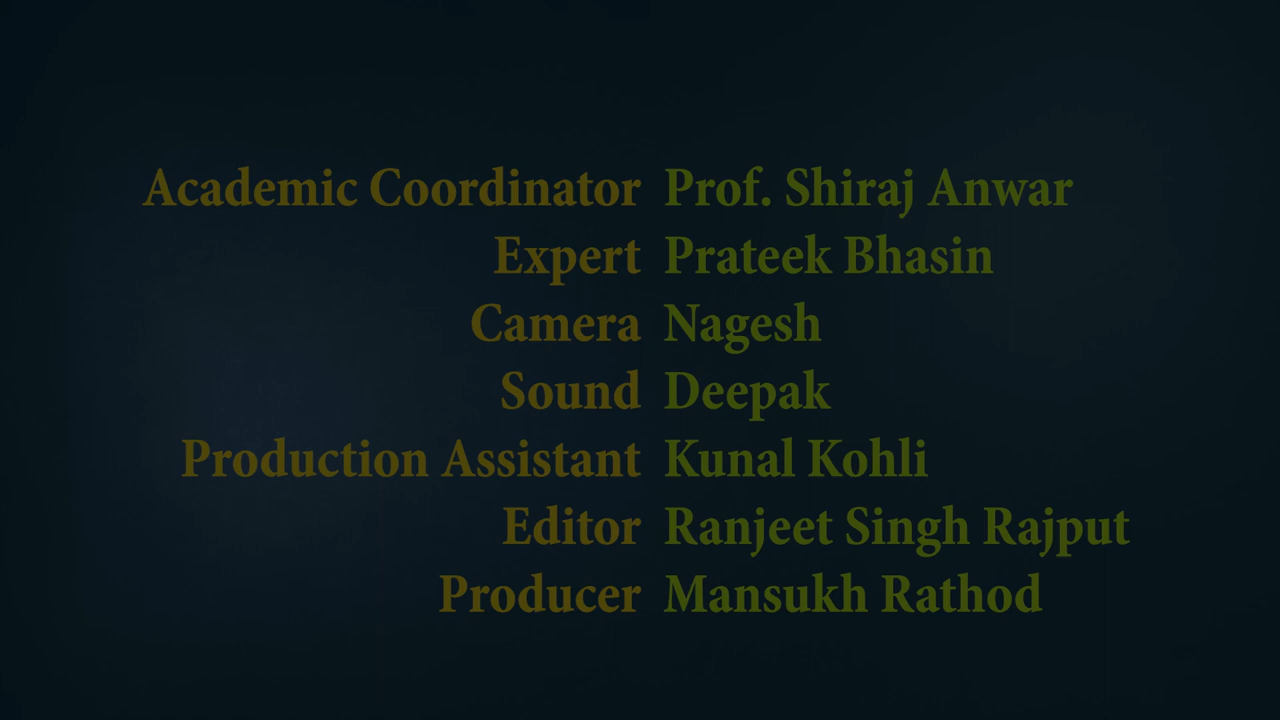 Academic Coordinator Prof. Shiraj Anwar
Expert Prateek Bhasin
Camera Nagesh
Sound Deepak
Production Assistant Kunal Kohli
Editor Ranjeet Singh Rajput
Producer Mansukh Rathod